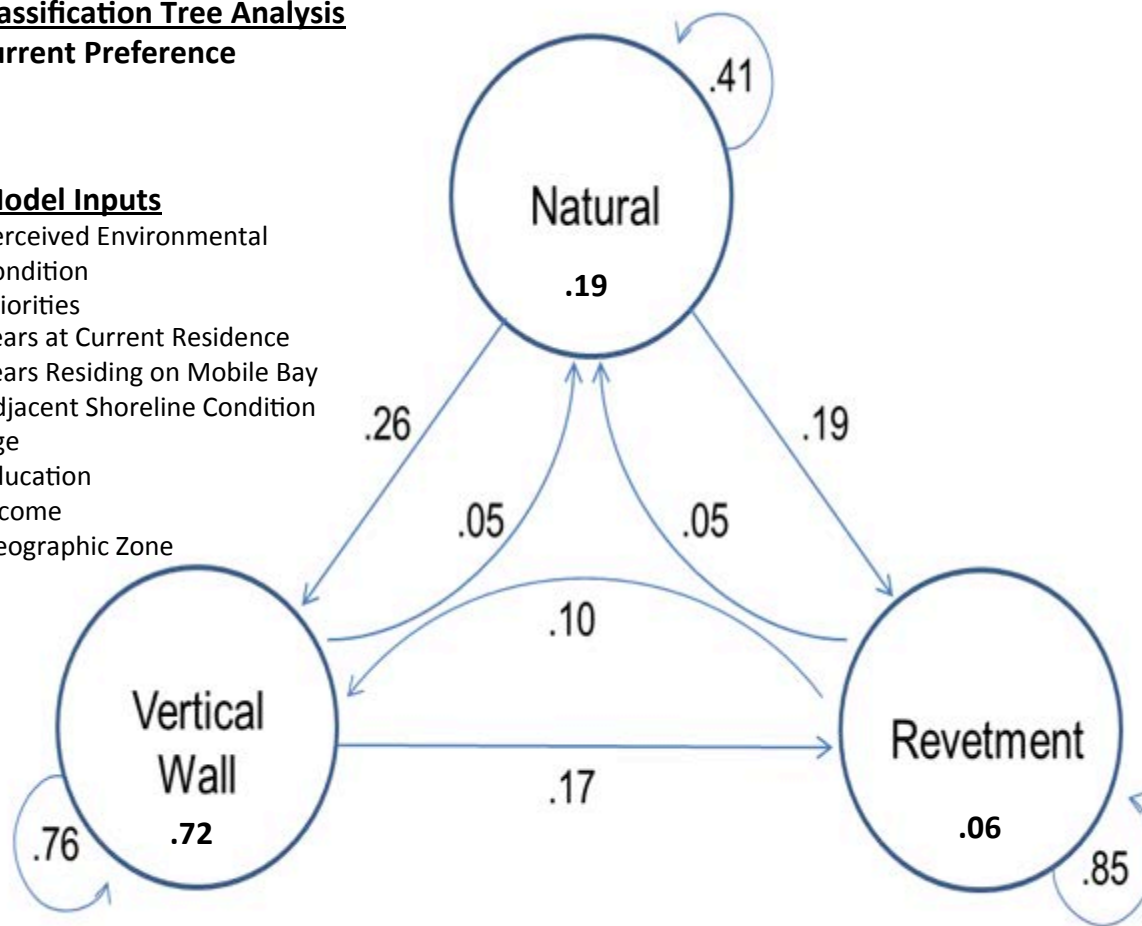 assification Tree Analysis
urrent Preference
Model Inputs
erceived Environmental
ondition
iorities
ears at Current Residence
ears Residing on Mobile Bay
djacent Shoreline Condition
ge
ducation
come
eographic Zone
.41
Natural
.19
.26
.19
.05
.05
.10
Vertical
Wall
.72
.76
.17
Revetment
.06
.85